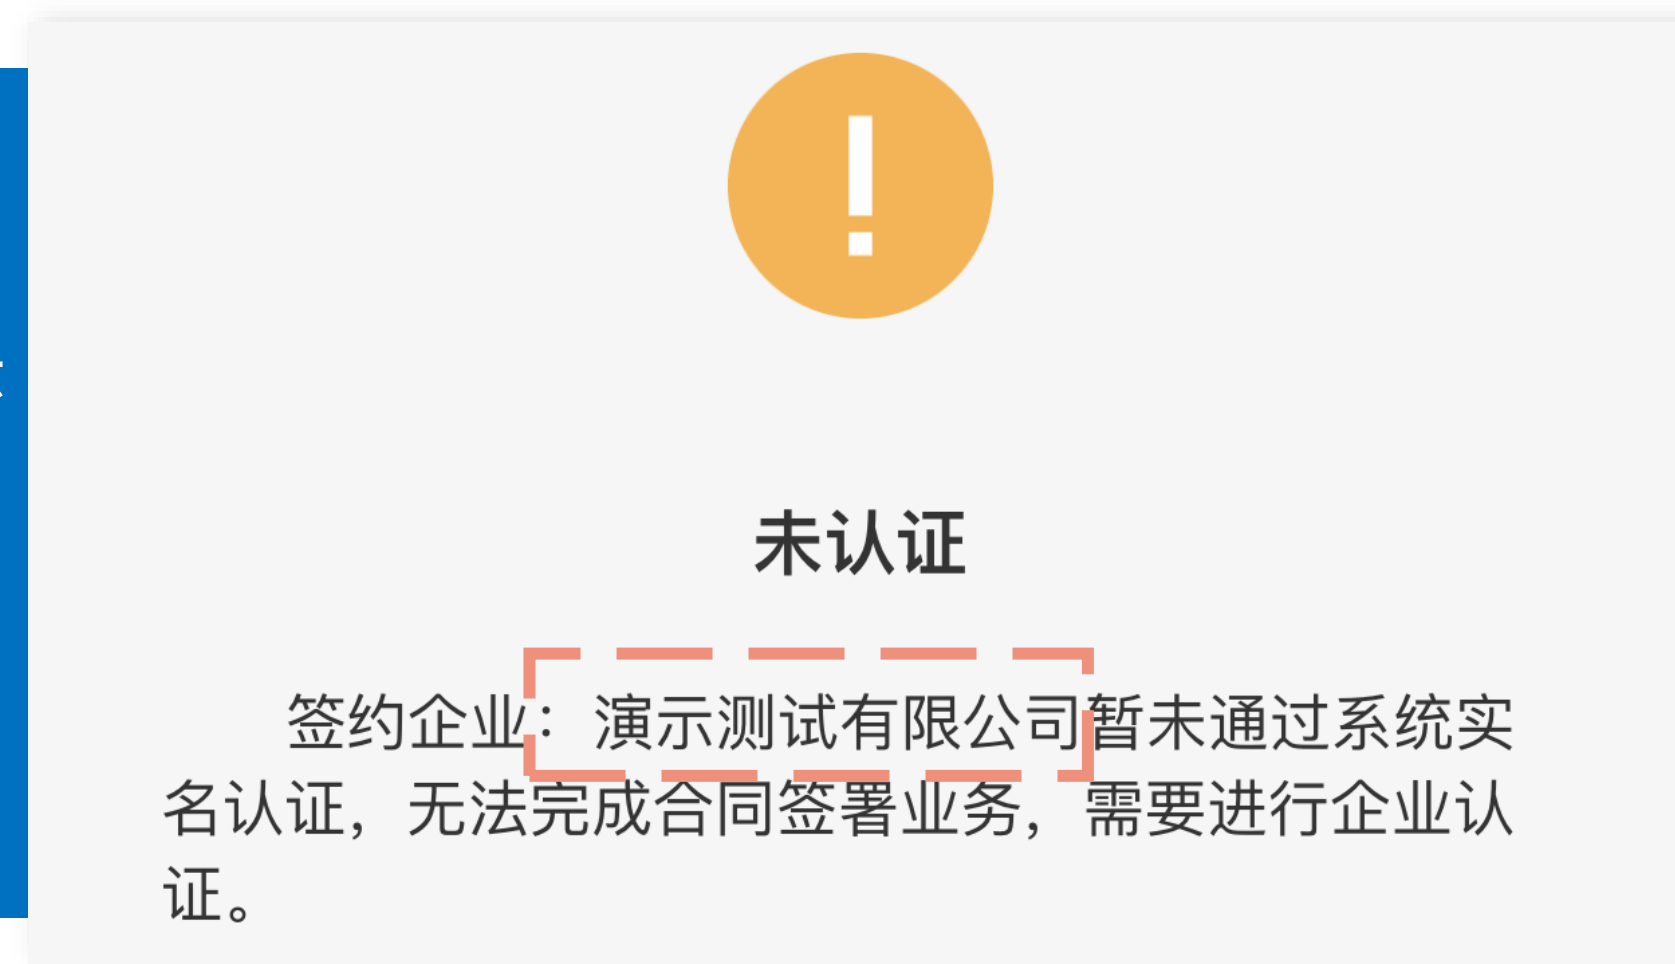 未认证
签约企业：演示测试有限公司暂未通过系统实
名认证，无法完成合同签署业务，需要进行企业认
证。